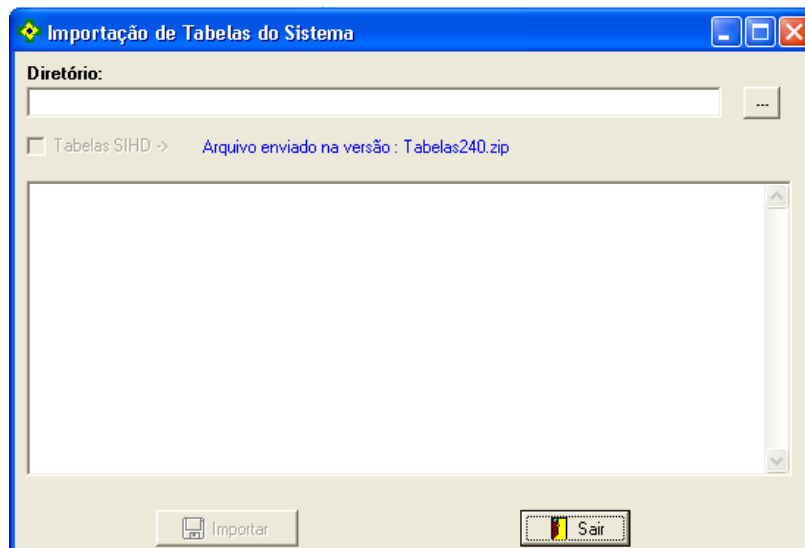 Importação de Tabelas do Sistema
Diretório:
...
Tabelas SIHD -> Arquivo enviado na versão : Tabelas240.zip
Importar Sair